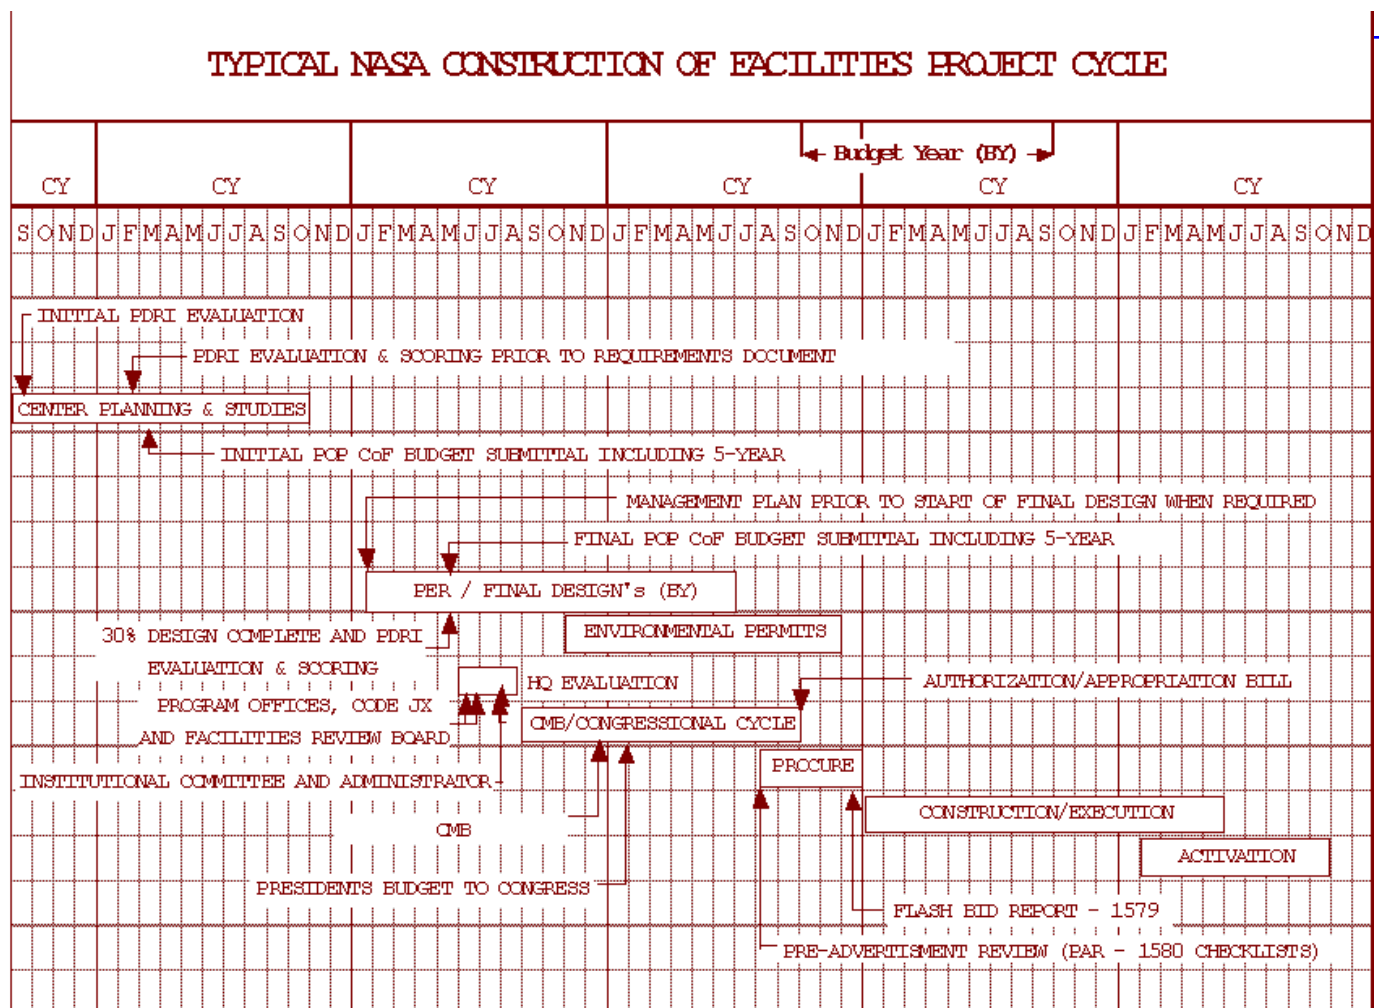 TYPICAL NASA CONSTRUCTION OF FACILITIES PROJECT CYCLE
Budget Year (BY)
CY CY CY CY CY CY
S O N D J F M A M J J A S O N D J F M A M J J A S O N D J F M A M J J A S O N D J F M A M J J A S O N D J F M A M J J A S O N D
INITIAL PDRI EVALUATION
PDRI EVALUATION & SCORING PRIOR TO REQUIREMENTS DOCUMENT
CENTER PLANNING & STUDIES
INITIAL POP CoF BUDGET SUBMITTAL INCLUDING 5-YEAR
MANAGEMENT PLAN PRIOR TO START OF FINAL DESIGN WHEN REQUIRED
FINAL POP CoF BUDGET SUBMITTAL INCLUDING 5-YEAR
PER / FINAL DESIGN's (BY)
ENVIRONMENTAL PERMITS
30% DESIGN COMPLETE AND PDRI
EVALUATION & SCORING
HQ EVALUATION
AUTHORIZATION/APPROPRIATION BILL
PROGRAM OFFICES, CODE JX
AND FACILITIES REVIEW BOARD
OMB/CONGRESSIONAL CYCLE
PROCURE
INSTITUTIONAL COMMITTEE AND ADMINISTRATOR
CONSTRUCTION/EXECUTION
OMB
ACTIVATION
PRESIDENTS BUDGET TO CONGRESS
FLASH BID REPORT - 1579
PRE-ADVERTISMENT REVIEW (PAR - 1580 CHECKLISTS)